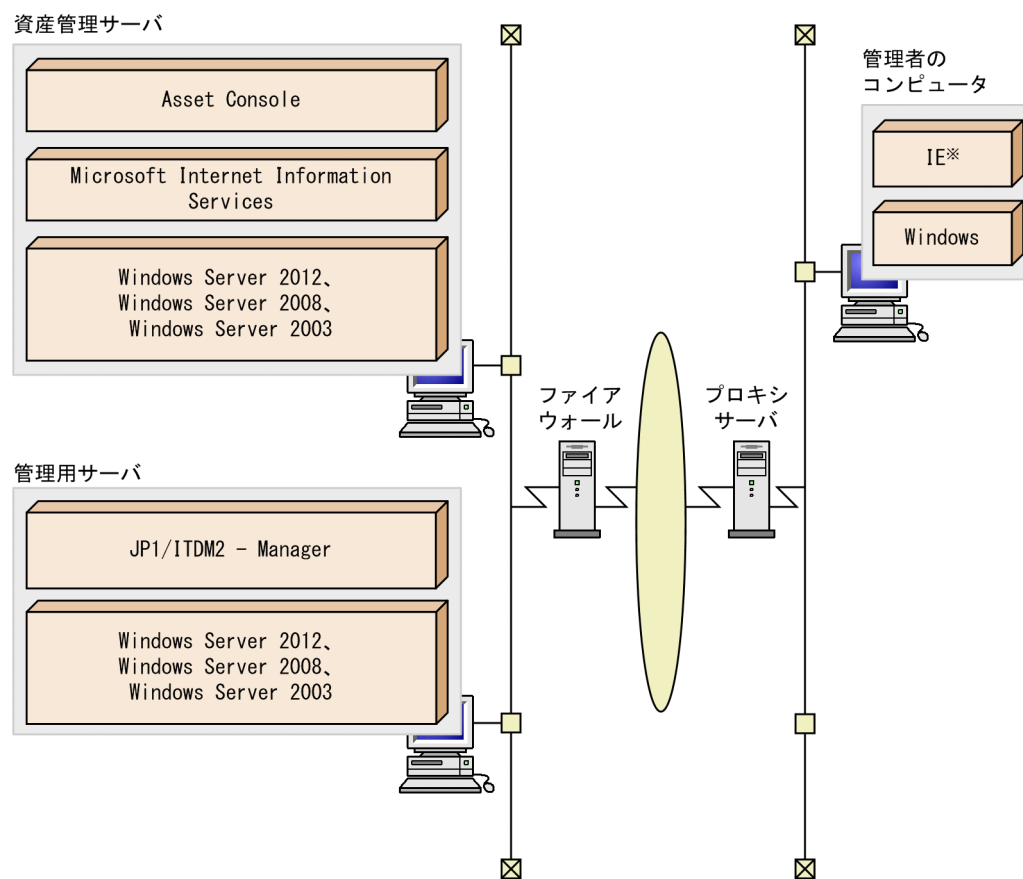 資産管理サーバ
Asset Console
Microsoft Internet Information
Services
Windows Server 2012、
Windows Server 2008、
Windows Server 2003
管理用サーバ
JP1/ITDM2 - Manager
Windows Server 2012、
Windows Server 2008、
Windows Server 2003
ファイア
ウォール
プロキシ
サーバ
管理者の
コンピュータ
IE※
Windows